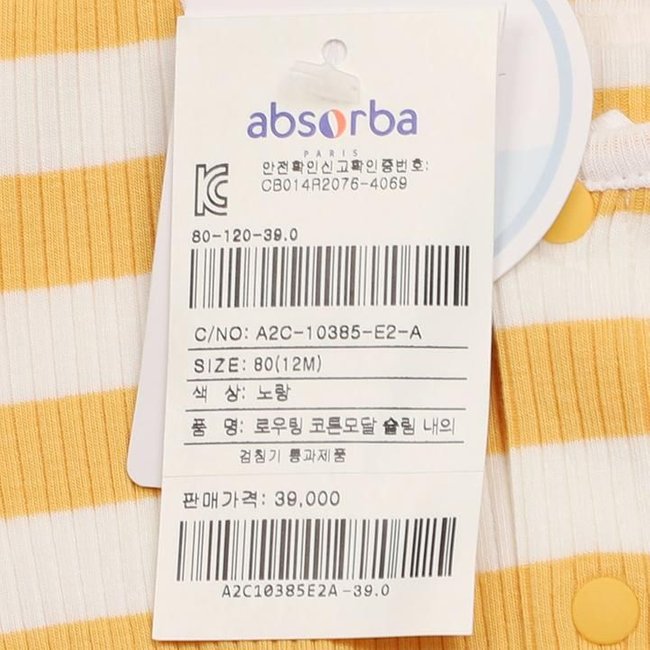 absorba
PARIS
안전확인신고확인증번호:
CB014R2076-4069
80-120-39.0
C/NO: A2C-10385-E2-A
SIZE: 80(12M)
색 상: 노랑
품 명: 로우팅 코튼모달 슬림 내의
검침기 통과제품
판매가격: 39,000
A2C10385E2A-39.0